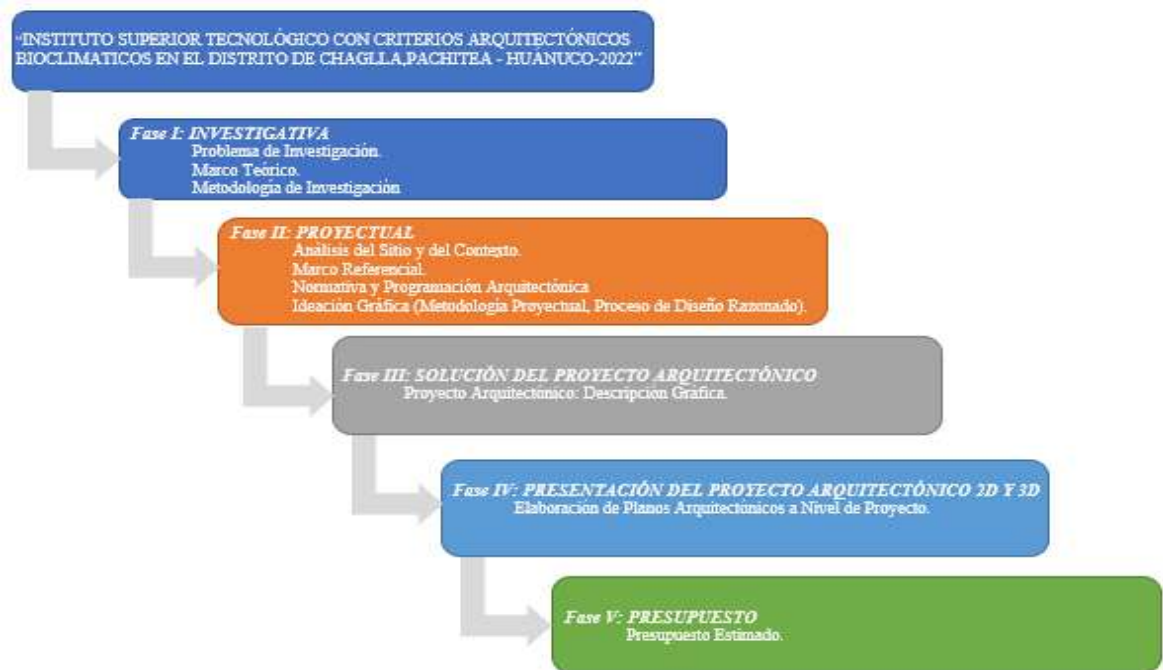 “INSTITUTO SUPERIOR TECNOLÓGICO CON CRITERIOS ARQUITECTÓNICOS
BIOCLIMATICOS EN EL DISTRITO DE CHAGLLA,PACHITEA - HUÁNUCO-2022”
Fase I: INVESTIGATIVA
Problema de Investigación.
Marco Teórico.
Metodología de Investigación
Fase II: PROYECTUAL
Análisis del Sitio y del Contexto.
Marco Referencial.
Normativa y Programación Arquitectónica
Ideación Gráfica (Metodología Proyectual, Proceso de Diseño Razonado).
Fase III: SOLUCIÓN DEL PROYECTO ARQUITECTÓNICO
Proyecto Arquitectónico: Descripción Gráfica.
Fase IV: PRESENTACIÓN DEL PROYECTO ARQUITECTÓNICO 2D Y 3D
Elaboración de Planos Arquitectónicos a Nivel de Proyecto.
Fase V: PRESUPUESTO
Presupuesto Estimado.